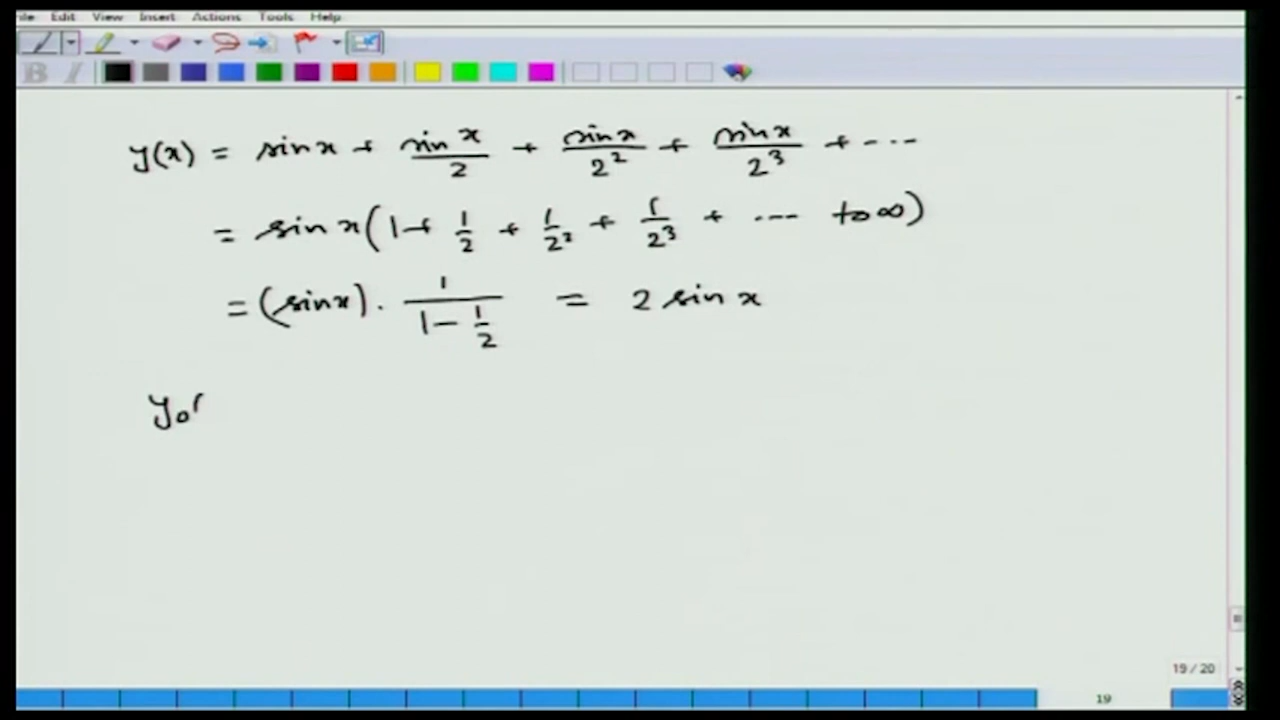 File Edit View Insert Actions Tools Help
B I
y(x) = sin x + sin x/2 + sin x/2² + sin x/2³ + ...
= sin x (1 + 1/2 + 1/2² + 1/2³ + ... to ∞)
= (sin x) · 1/(1 - 1/2) = 2 sin x
y₀(
19 / 20
19